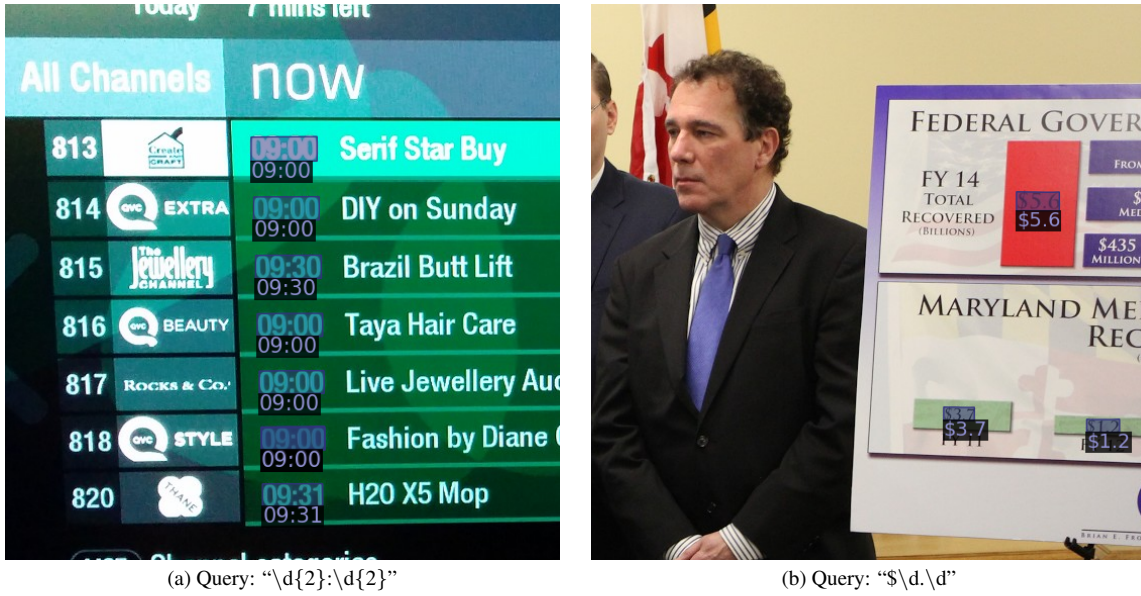 Today 7 mins left
All Channels now
813 Create AND CRAFT 09:00 Serif Star Buy
09:00
814 QVC EXTRA 09:00 DIY on Sunday
09:00
815 The Jewellery CHANNEL 09:30 Brazil Butt Lift
09:30
816 QVC BEAUTY 09:00 Taya Hair Care
09:00
817 ROCKS & CO. 09:00 Live Jewellery Auc
09:00
818 QVC STYLE 09:00 Fashion by Diane G
09:00
820 THANE 09:31 H20 X5 Mop
09:31
Channel categories
(a) Query: “\d{2}:\d{2}”
FEDERAL GOVER
FY 14
TOTAL
RECOVERED
(BILLIONS)
$5.6
$5.6
FROM
$
MED
$435
MILLION
MARYLAND ME
REC
$3.7
$3.7
FY 11
$1.2
$1.2
BRIAN E. FRO
(b) Query: “$\d.\d”